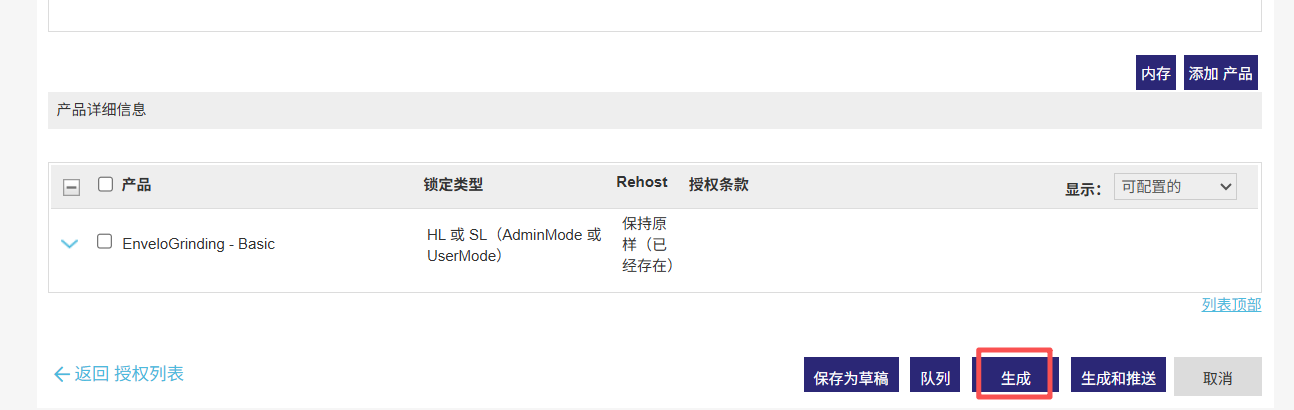 内存 添加 产品
产品详细信息
产品 锁定类型 Rehost 授权条款 显示： 可配置的
EnveloGrinding - Basic HL 或 SL（AdminMode 或 UserMode） 保持原样（已经存在）
列表顶部
返回 授权列表 保存为草稿 队列 生成 生成和推送 取消